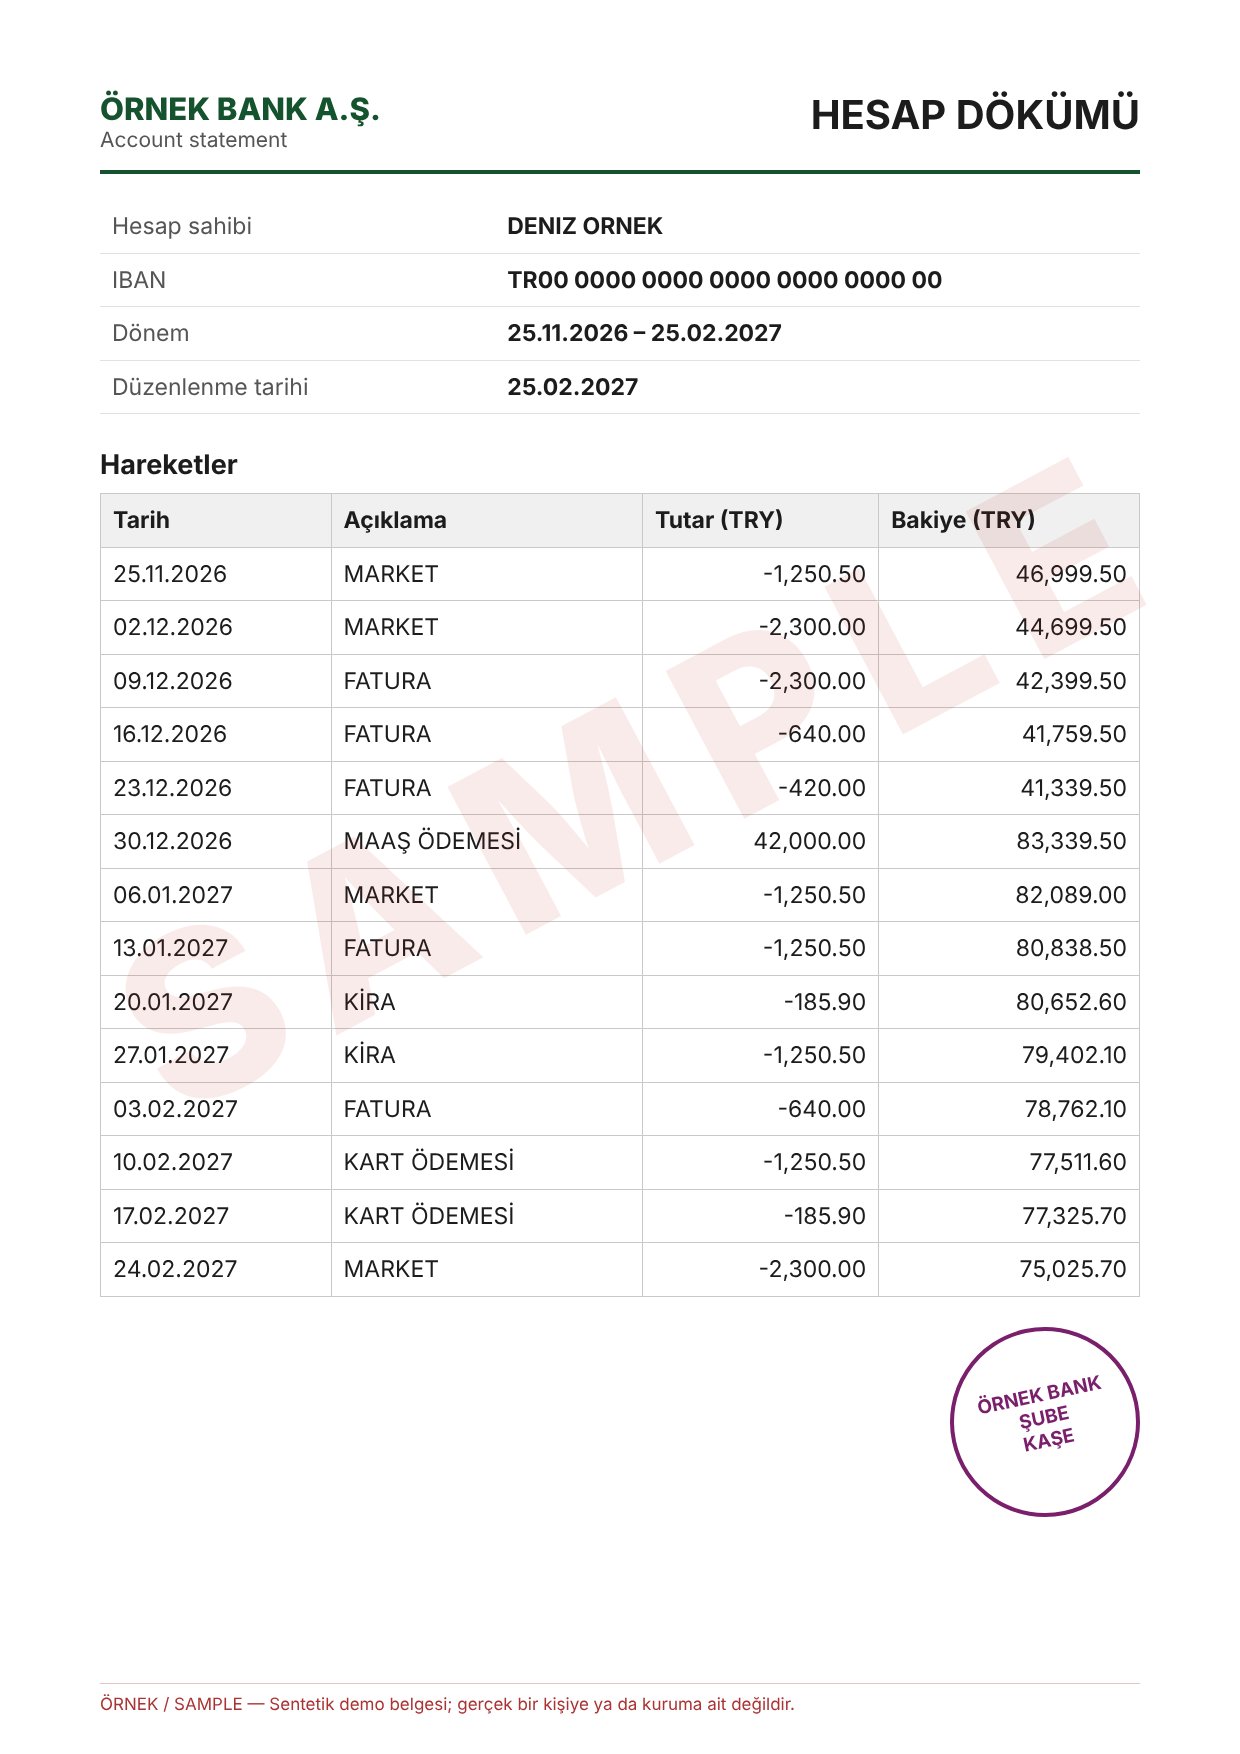 ÖRNEK BANK A.Ş.
Account statement
HESAP DÖKÜMÜ
Hesap sahibi DENIZ ORNEK
IBAN TR00 0000 0000 0000 0000 0000 00
Dönem 25.11.2026 – 25.02.2027
Düzenlenme tarihi 25.02.2027
Hareketler
Tarih Açıklama Tutar (TRY) Bakiye (TRY)
25.11.2026 MARKET -1,250.50 46,999.50
02.12.2026 MARKET -2,300.00 44,699.50
09.12.2026 FATURA -2,300.00 42,399.50
16.12.2026 FATURA -640.00 41,759.50
23.12.2026 FATURA -420.00 41,339.50
30.12.2026 MAAŞ ÖDEMESİ 42,000.00 83,339.50
06.01.2027 MARKET -1,250.50 82,089.00
13.01.2027 FATURA -1,250.50 80,838.50
20.01.2027 KİRA -185.90 80,652.60
27.01.2027 KİRA -1,250.50 79,402.10
03.02.2027 FATURA -640.00 78,762.10
10.02.2027 KART ÖDEMESİ -1,250.50 77,511.60
17.02.2027 KART ÖDEMESİ -185.90 77,325.70
24.02.2027 MARKET -2,300.00 75,025.70
SAMPLE
ÖRNEK BANK
ŞUBE
KAŞE
ÖRNEK / SAMPLE — Sentetik demo belgesi; gerçek bir kişiye ya da kuruma ait değildir.